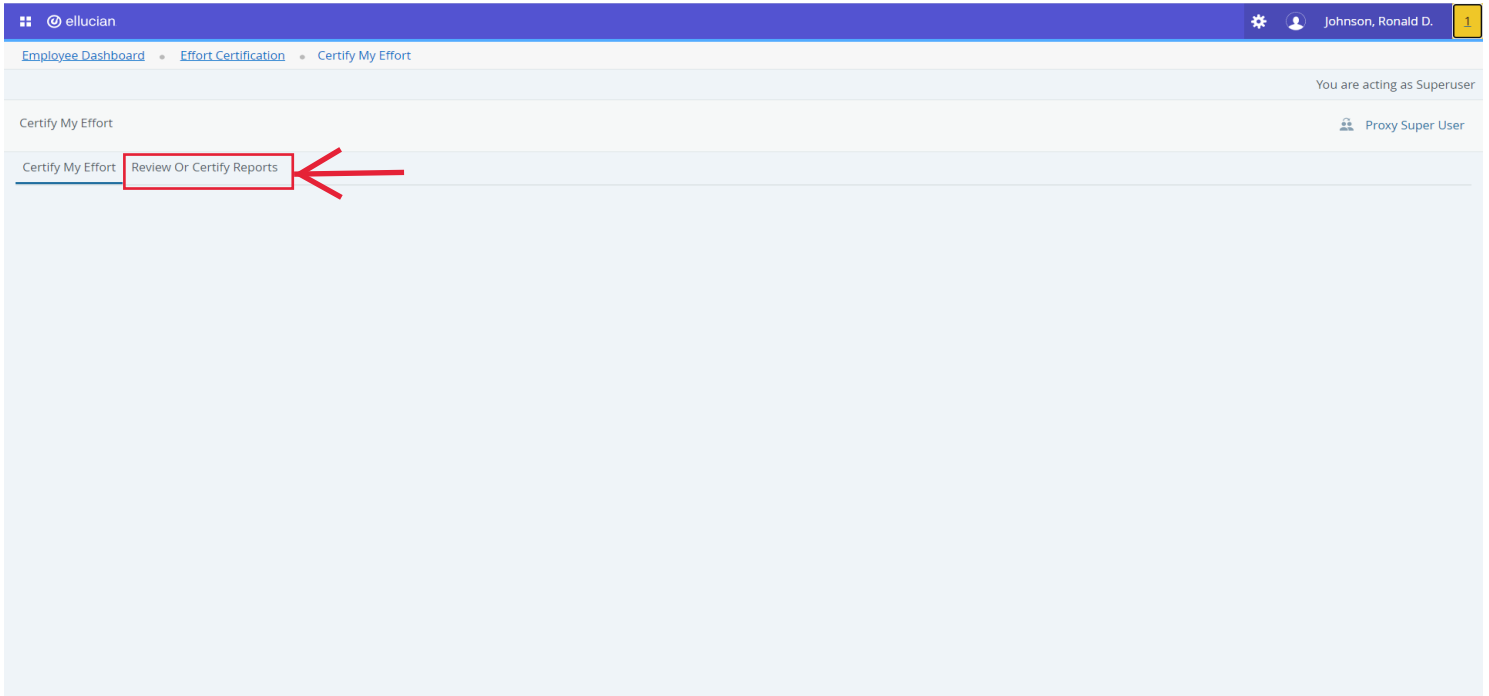 ellucian Johnson, Ronald D. 1
Employee Dashboard • Effort Certification • Certify My Effort
You are acting as Superuser
Certify My Effort Proxy Super User
Certify My Effort Review Or Certify Reports